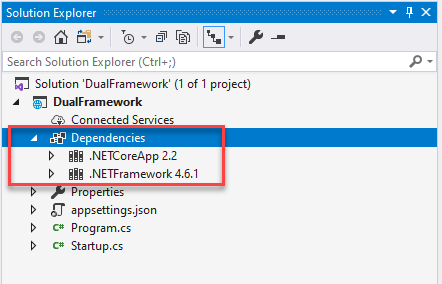 Solution Explorer
Search Solution Explorer (Ctrl+;)
Solution 'DualFramework' (1 of 1 project)
DualFramework
Connected Services
Dependencies
.NETCoreApp 2.2
.NETFramework 4.6.1
Properties
appsettings.json
C# Program.cs
C# Startup.cs